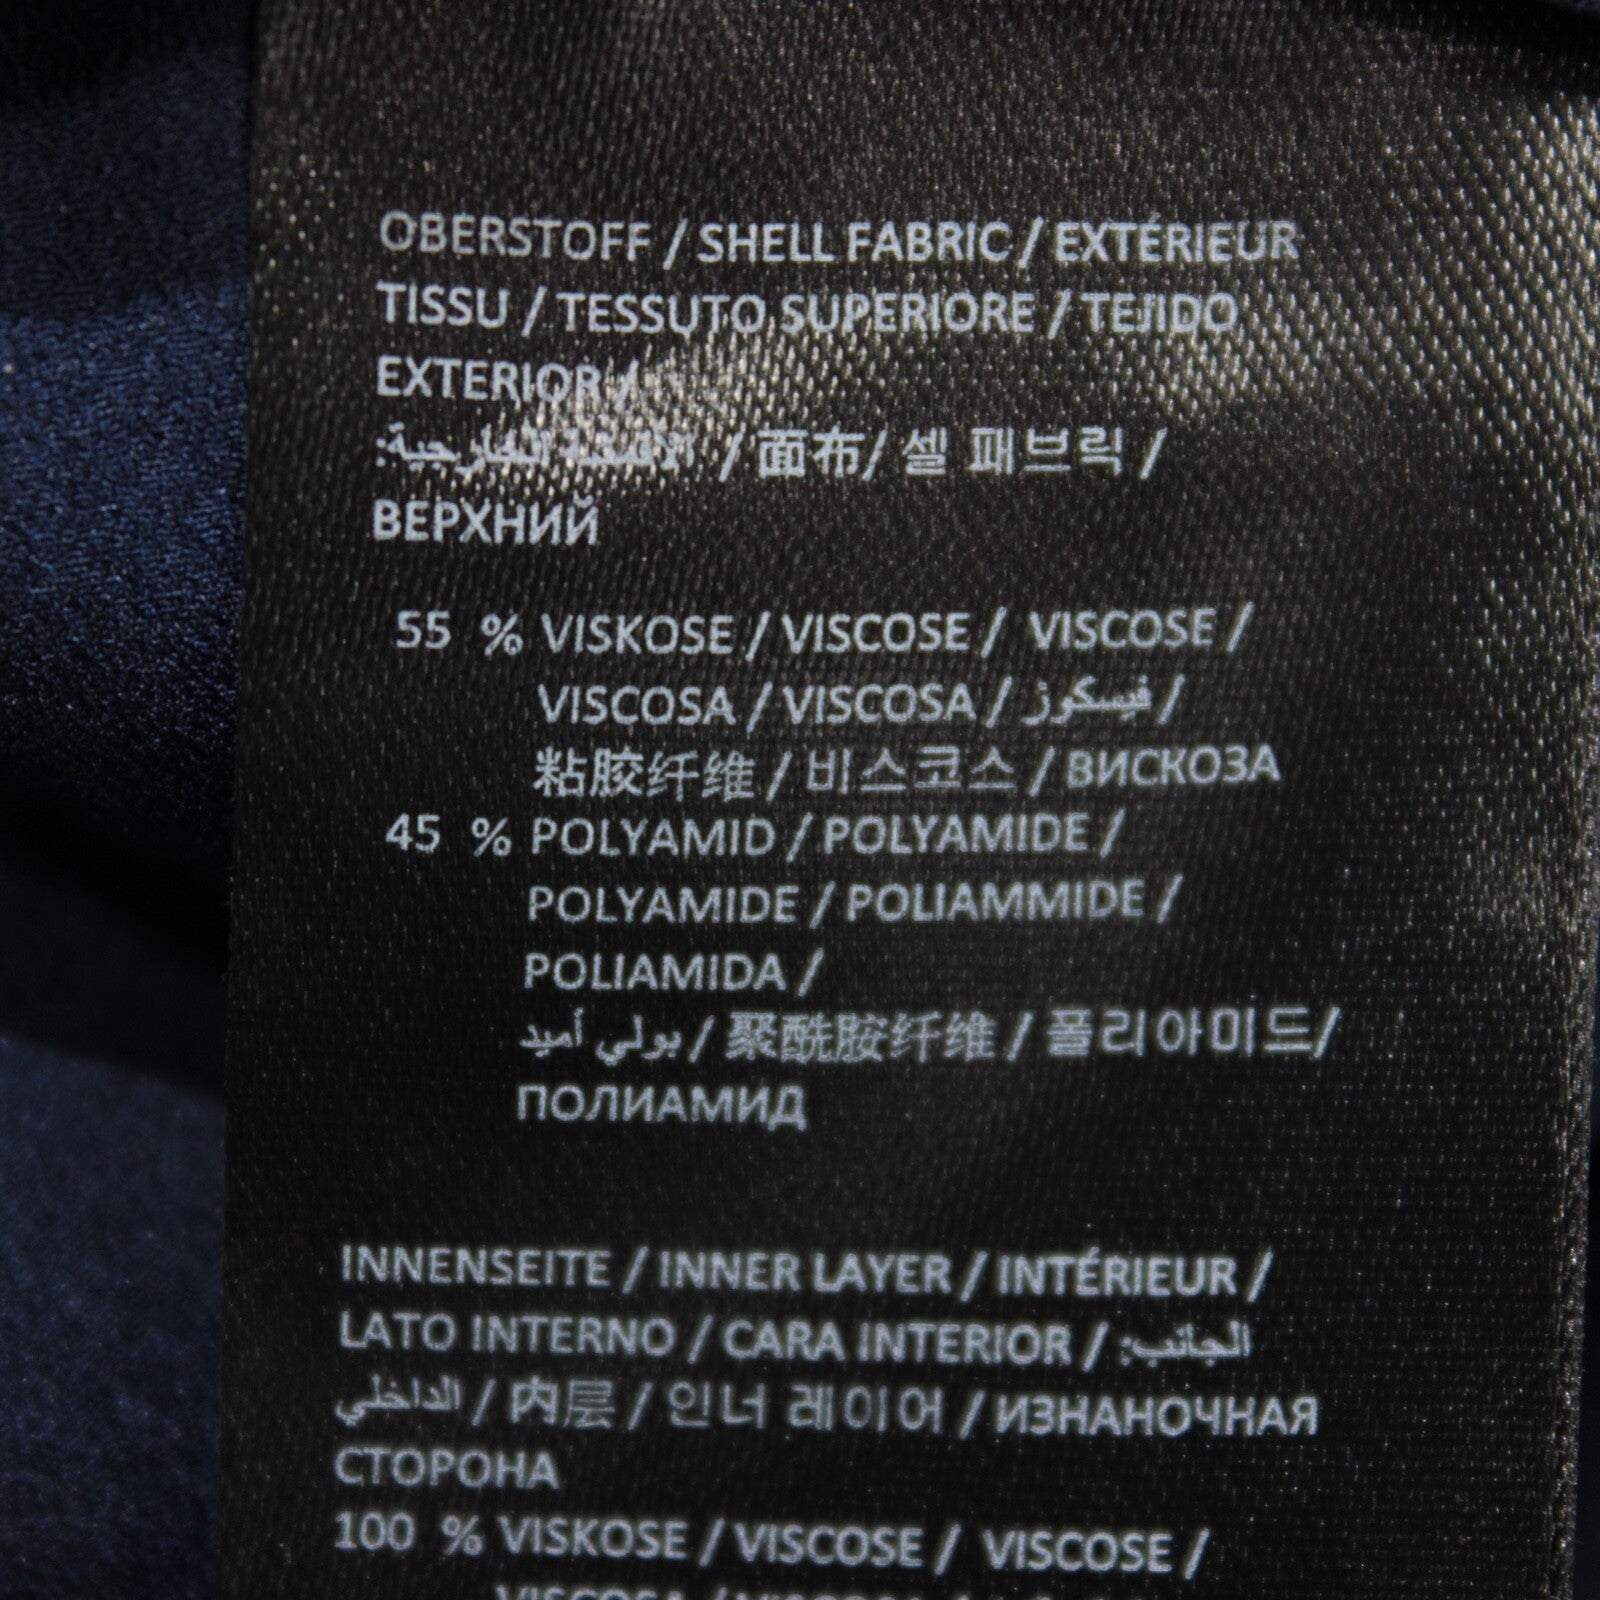 OBERSTOFF / SHELL FABRIC / EXTÉRIEUR
TISSU / TESSUTO SUPERIORE / TEJIDO
EXTERIOR /
الأقمشة الخارجية: / 面布/ 셀 패브릭 /
ВЕРХНИЙ
55 % VISKOSE / VISCOSE / VISCOSE /
VISCOSA / VISCOSA / فيسكوز /
粘胶纤维 / 비스코스 / ВИСКОЗА
45 % POLYAMID / POLYAMIDE /
POLYAMIDE / POLIAMMIDE /
POLIAMIDA /
بولي أميد / 聚酰胺纤维 / 폴리아미드/
ПОЛИАМИД
INNENSEITE / INNER LAYER / INTÉRIEUR /
LATO INTERNO / CARA INTERIOR / الجانب:
الداخلي / 内层 / 인너 레이어 / ИЗНАНОЧНАЯ
СТОРОНА
100 % VISKOSE / VISCOSE / VISCOSE /